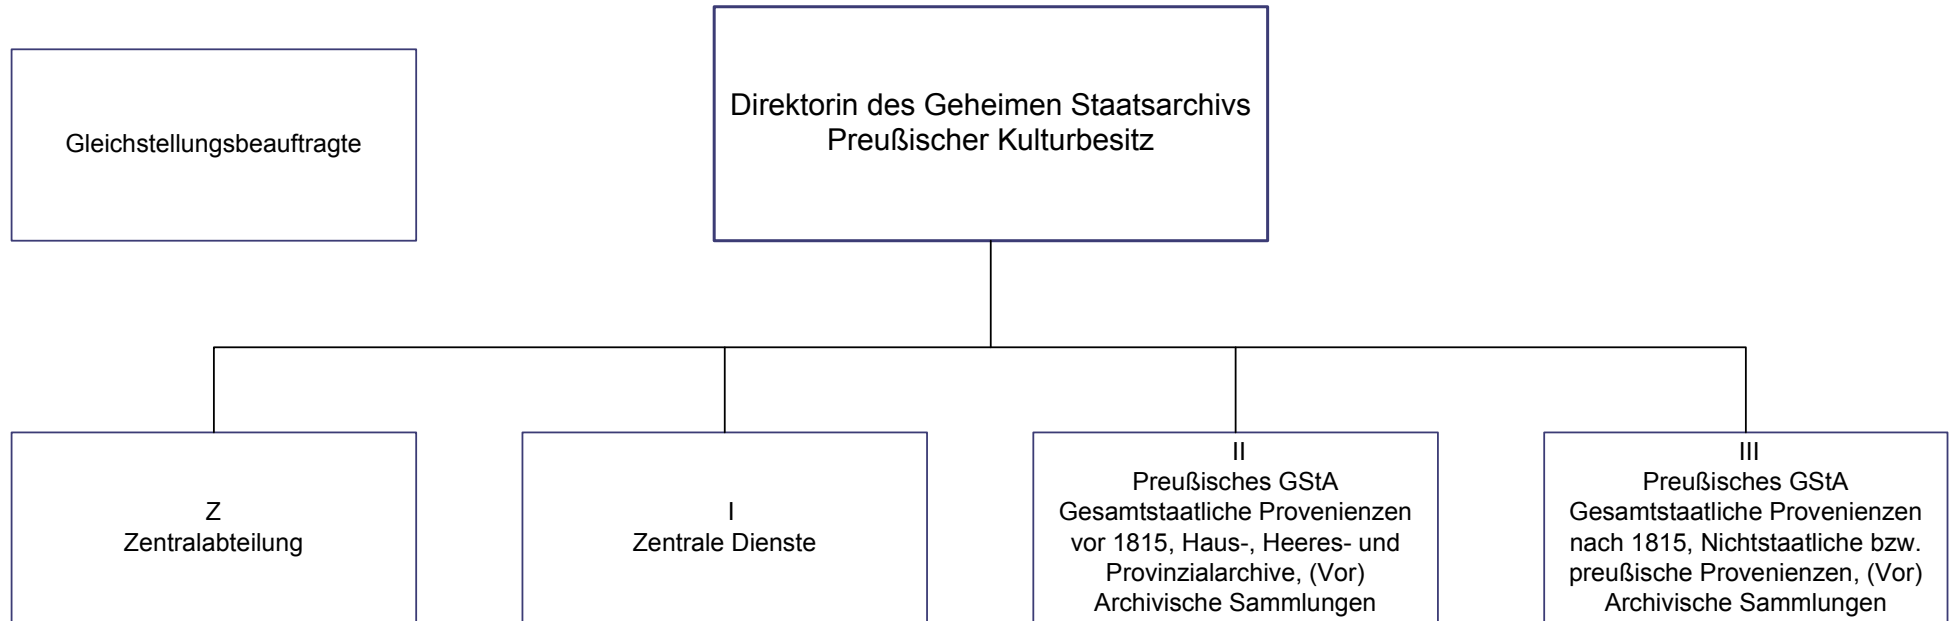 Gleichstellungsbeauftragte
Direktorin des Geheimen Staatsarchivs
Preußischer Kulturbesitz
Z
Zentralabteilung
I
Zentrale Dienste
II
Preußisches GStA
Gesamtstaatliche Provenienzen
vor 1815, Haus-, Heeres- und
Provinzialarchive, (Vor)
Archivische Sammlungen
III
Preußisches GStA
Gesamtstaatliche Provenienzen
nach 1815, Nichtstaatliche bzw.
preußische Provenienzen, (Vor)
Archivische Sammlungen